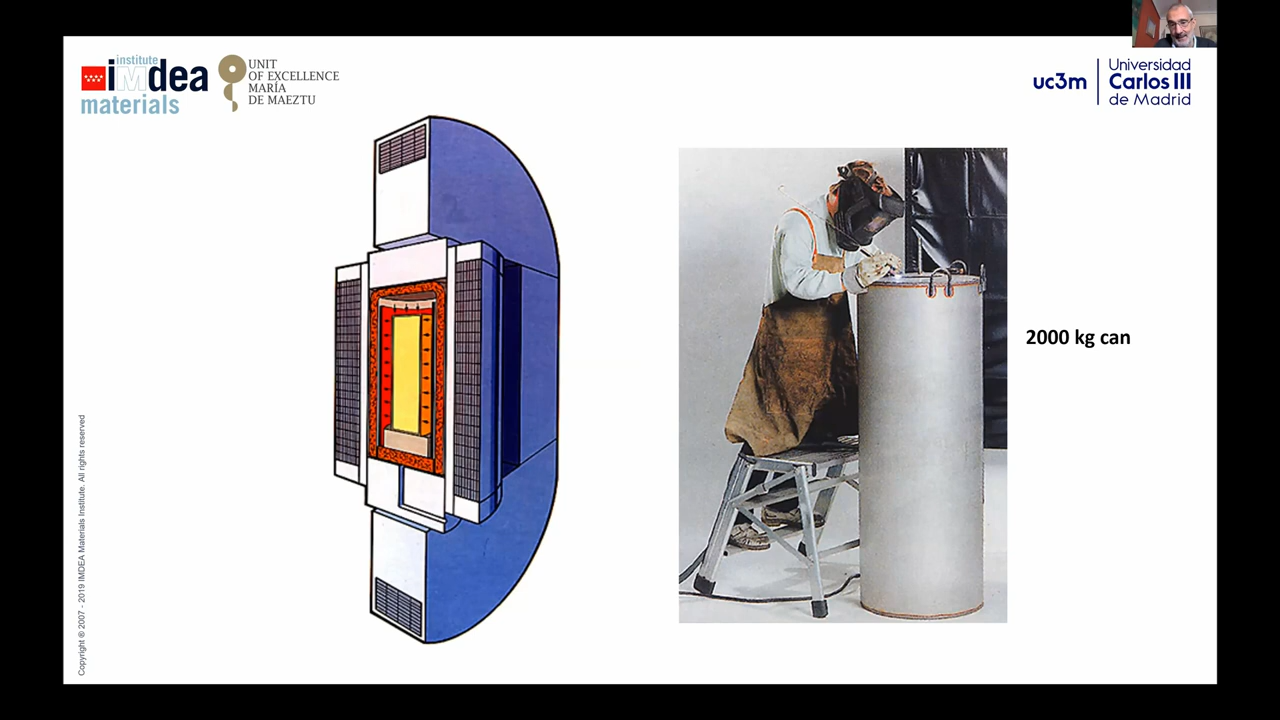 institute
iMdea
materials
UNIT
OF EXCELLENCE
MARÍA
DE MAEZTU
uc3m
Universidad
Carlos III
de Madrid
2000 kg can
Copyright ® 2007 - 2019 IMDEA Materials Institute. All rights reserved